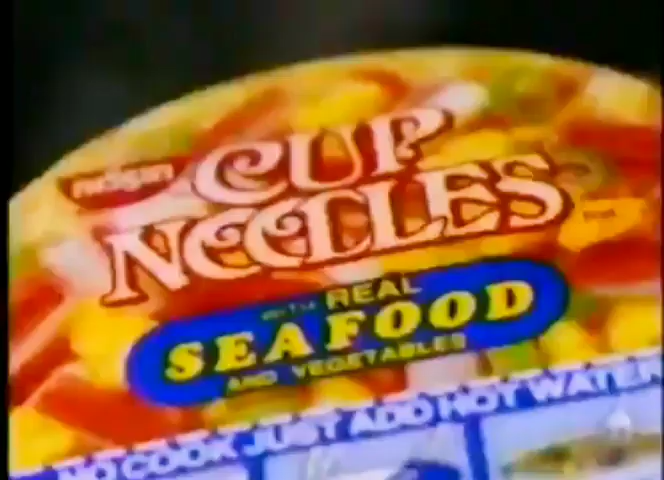 nissin
CUP
NOODLES
WITH REAL
SEAFOOD
AND VEGETABLES
NO COOK JUST ADD HOT WATER